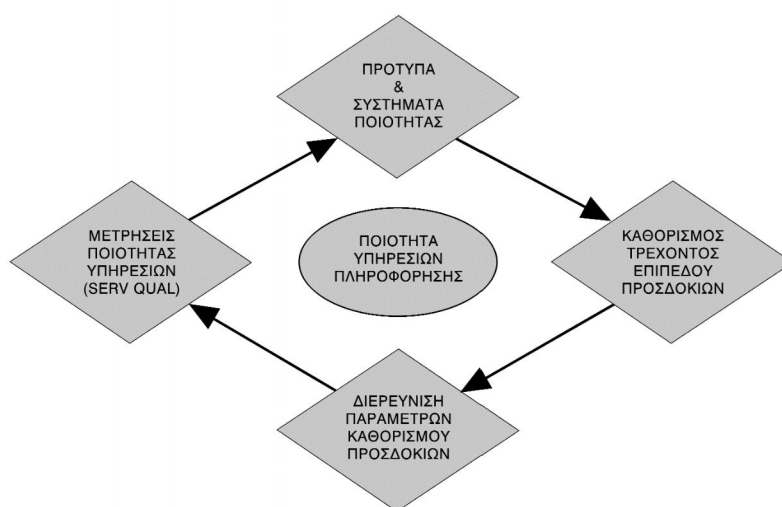 ΠΡΟΤΥΠΑ
&
ΣΥΣΤΗΜΑΤΑ
ΠΟΙΟΤΗΤΑΣ
ΜΕΤΡΗΣΕΙΣ
ΠΟΙΟΤΗΤΑΣ
ΥΠΗΡΕΣΙΩΝ
(SERV QUAL)
ΠΟΙΟΤΗΤΑ
ΥΠΗΡΕΣΙΩΝ
ΠΛΗΡΟΦΟΡΗΣΗΣ
ΚΑΘΟΡΙΣΜΟΣ
ΤΡΕΧΟΝΤΟΣ
ΕΠΙΠΕΔΟΥ
ΠΡΟΣΔΟΚΙΩΝ
ΔΙΕΡΕΥΝΙΣΗ
ΠΑΡΑΜΕΤΡΩΝ
ΚΑΘΟΡΙΣΜΟΥ
ΠΡΟΣΔΟΚΙΩΝ